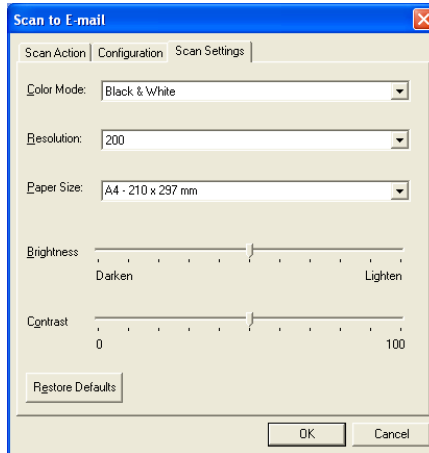 Scan to E-mail
Scan Action Configuration Scan Settings
Color Mode: Black & White
Resolution: 200
Paper Size: A4 - 210 x 297 mm
Brightness
Darken Lighten
Contrast
0 100
Restore Defaults
OK Cancel